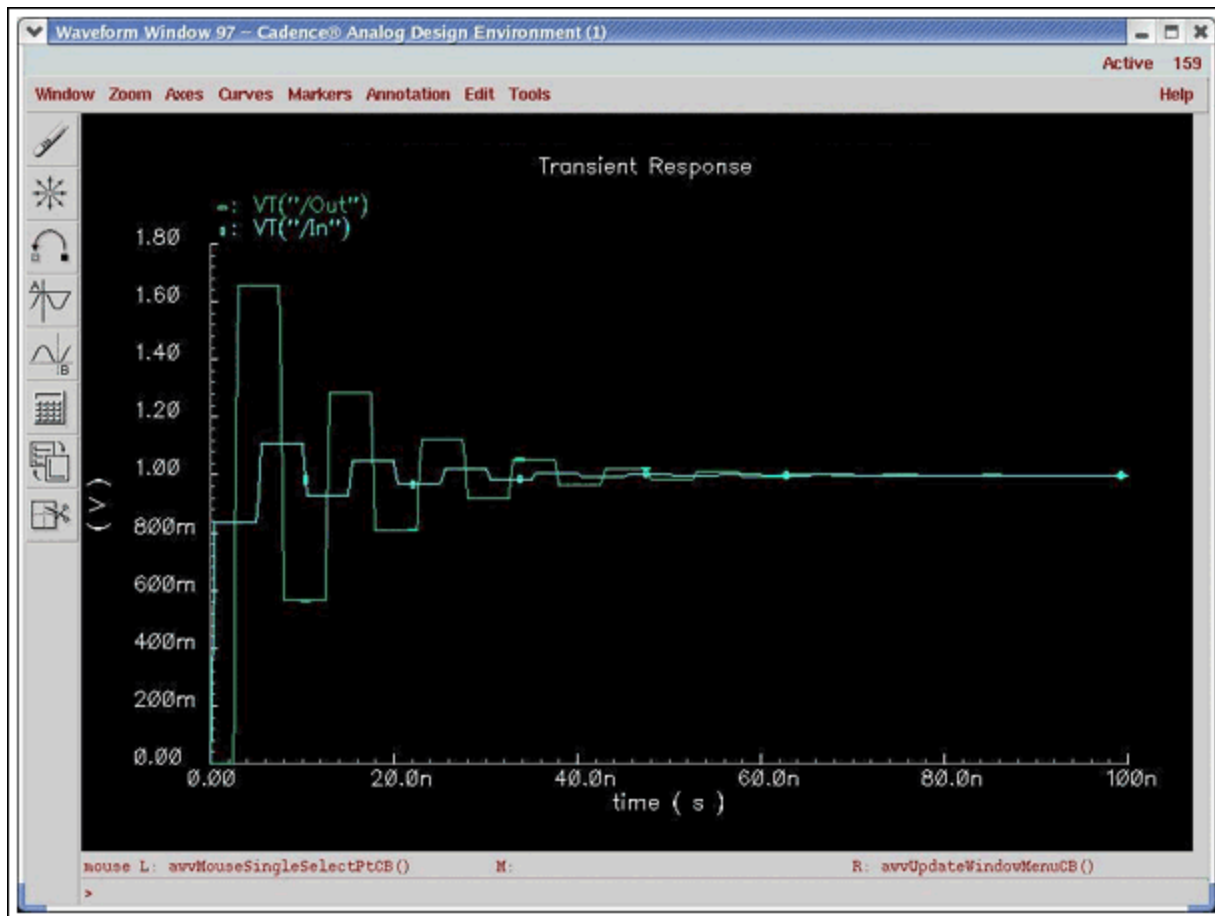 Waveform Window 97 – Cadence® Analog Design Environment (1)
Active 159
Window Zoom Axes Curves Markers Annotation Edit Tools Help
Transient Response
-: VT("/Out")
: VT("/In")
1.80
1.60
1.40
1.20
1.00
( V )
800m
600m
400m
200m
0.00
0.00 20.0n 40.0n 60.0n 80.0n 100n
time ( s )
A
B
mouse L: awvMouseSingleSelectPtCB() M: R: awvUpdateWindowMenuCB()
>